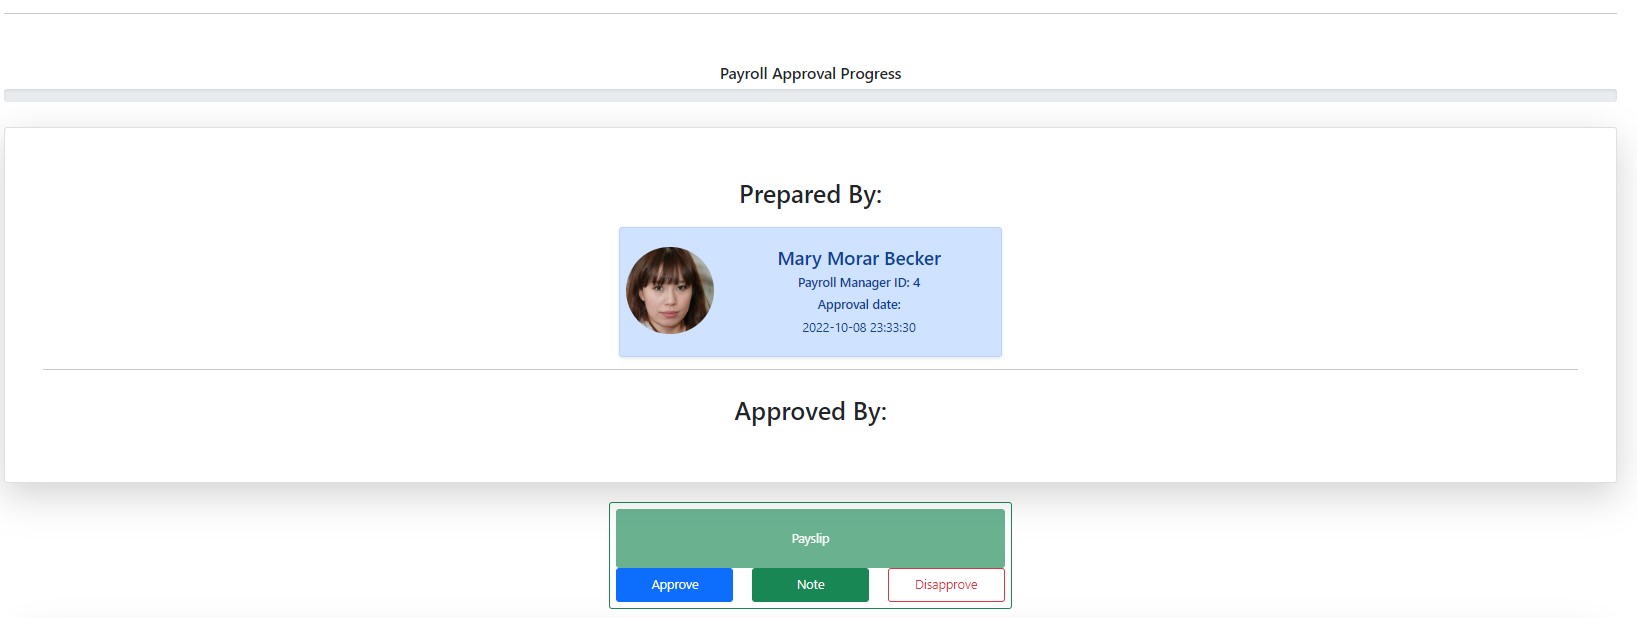 Payroll Approval Progress
Prepared By:
Mary Morar Becker
Payroll Manager ID: 4
Approval date:
2022-10-08 23:33:30
Approved By:
Payslip
Approve
Note
Disapprove